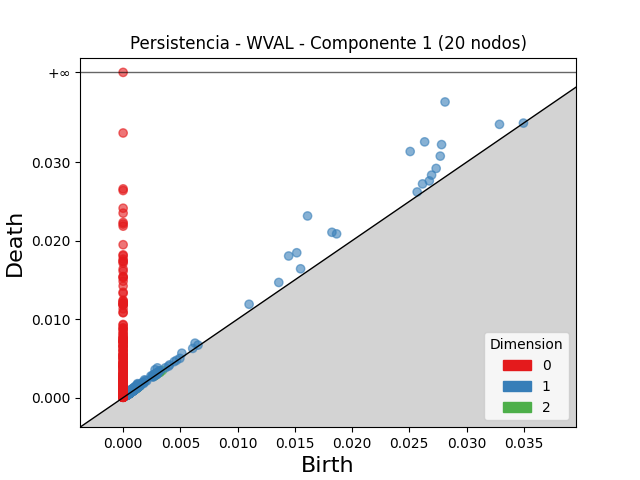 Persistencia - WVAL - Componente 1 (20 nodos)
+∞
0.030
0.020
0.010
0.000
Death
Dimension
0
1
2
0.000 0.005 0.010 0.015 0.020 0.025 0.030 0.035
Birth